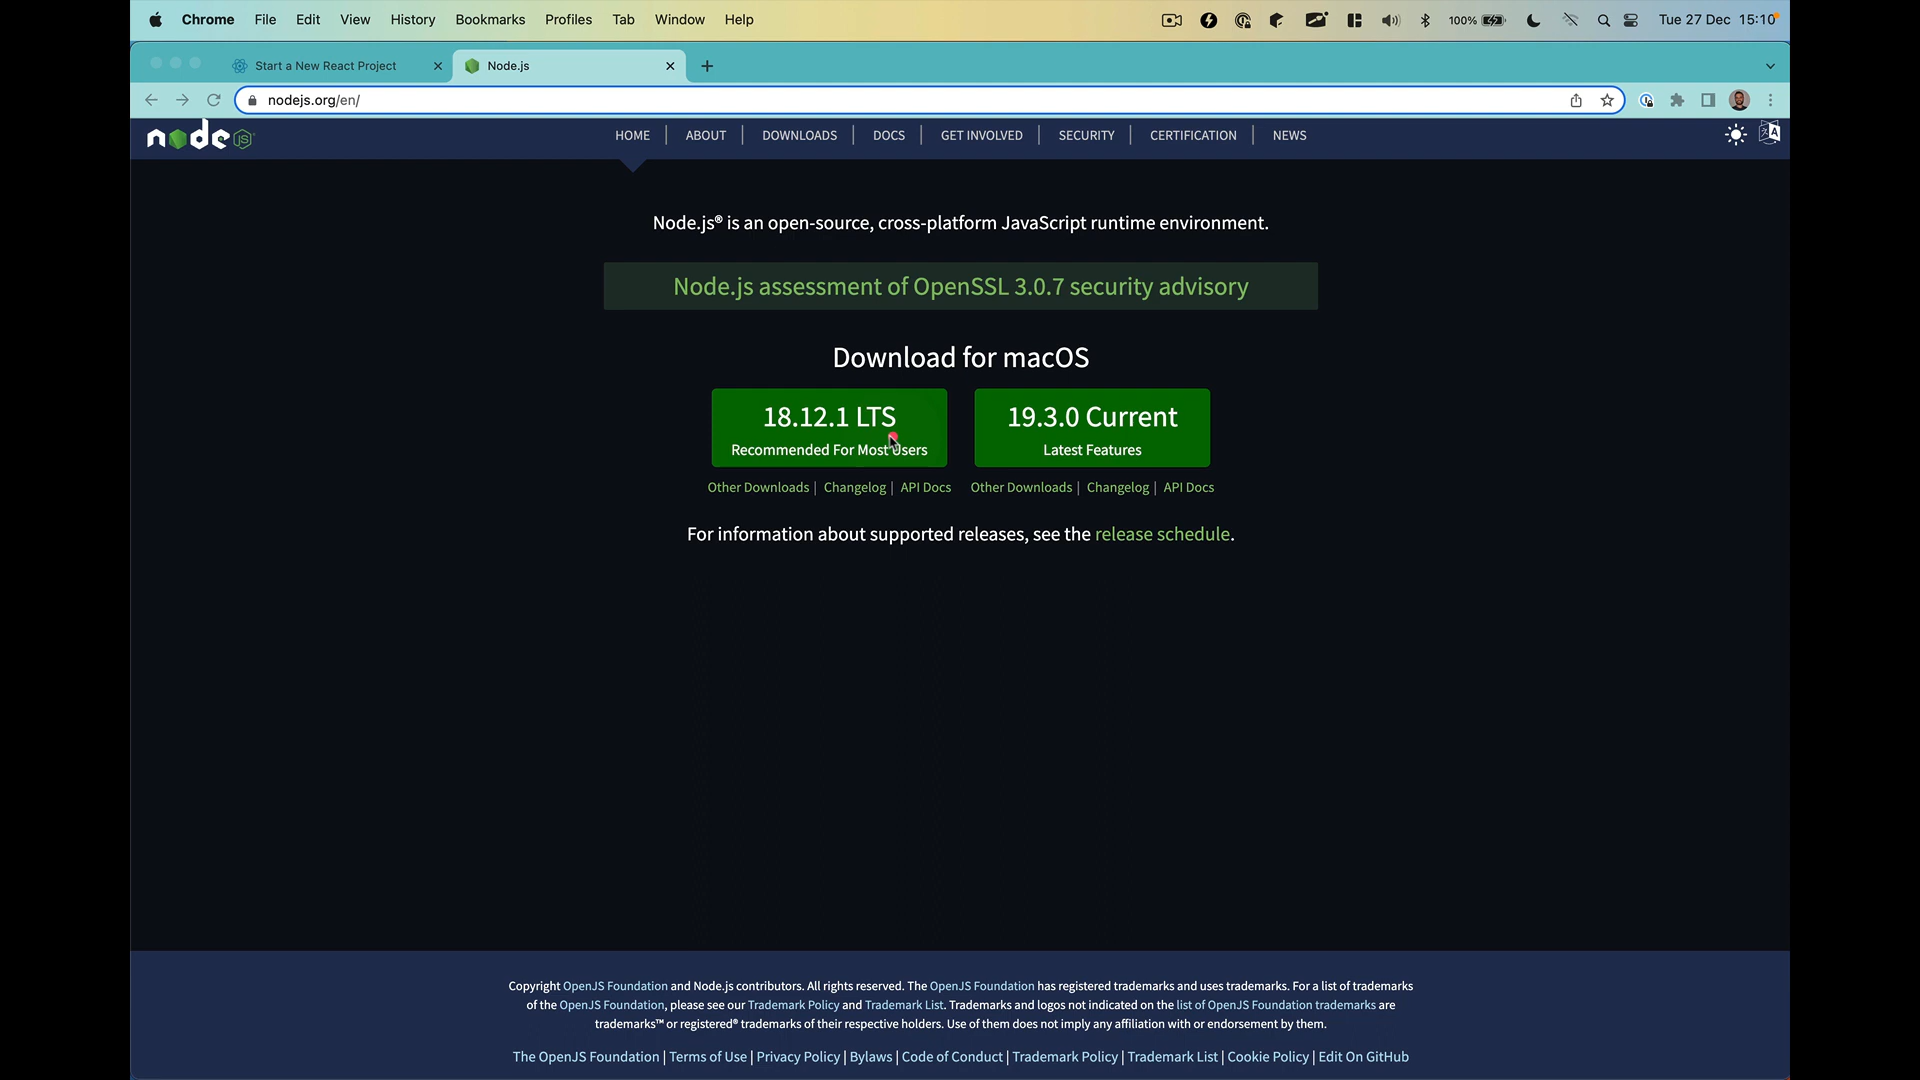 Chrome File Edit View History Bookmarks Profiles Tab Window Help 100% Tue 27 Dec 15:10
Start a New React Project Node.js
nodejs.org/en/
node JS
HOME | ABOUT | DOWNLOADS | DOCS | GET INVOLVED | SECURITY | CERTIFICATION | NEWS
Node.js® is an open-source, cross-platform JavaScript runtime environment.
Node.js assessment of OpenSSL 3.0.7 security advisory
Download for macOS
18.12.1 LTS
Recommended For Most Users
19.3.0 Current
Latest Features
Other Downloads | Changelog | API Docs
Other Downloads | Changelog | API Docs
For information about supported releases, see the release schedule.
Copyright OpenJS Foundation and Node.js contributors. All rights reserved. The OpenJS Foundation has registered trademarks and uses trademarks. For a list of trademarks
of the OpenJS Foundation, please see our Trademark Policy and Trademark List. Trademarks and logos not indicated on the list of OpenJS Foundation trademarks are
trademarks™ or registered® trademarks of their respective holders. Use of them does not imply any affiliation with or endorsement by them.
The OpenJS Foundation | Terms of Use | Privacy Policy | Bylaws | Code of Conduct | Trademark Policy | Trademark List | Cookie Policy | Edit On GitHub